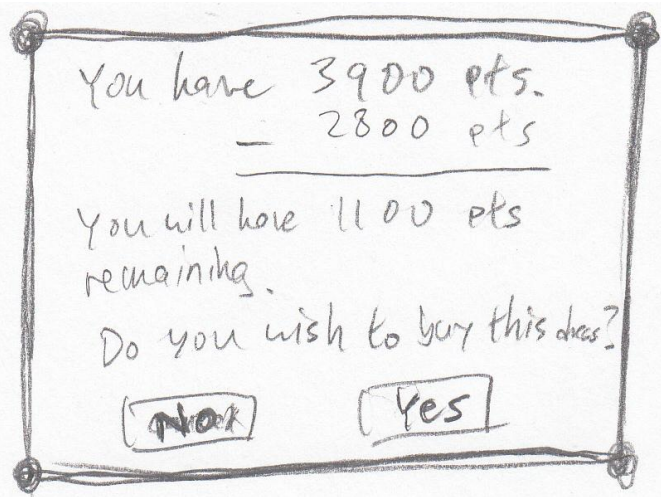 You have 3900 pts.
– 2800 pts
You will have 1100 pts
remaining.
Do you wish to buy this dress?
No Yes